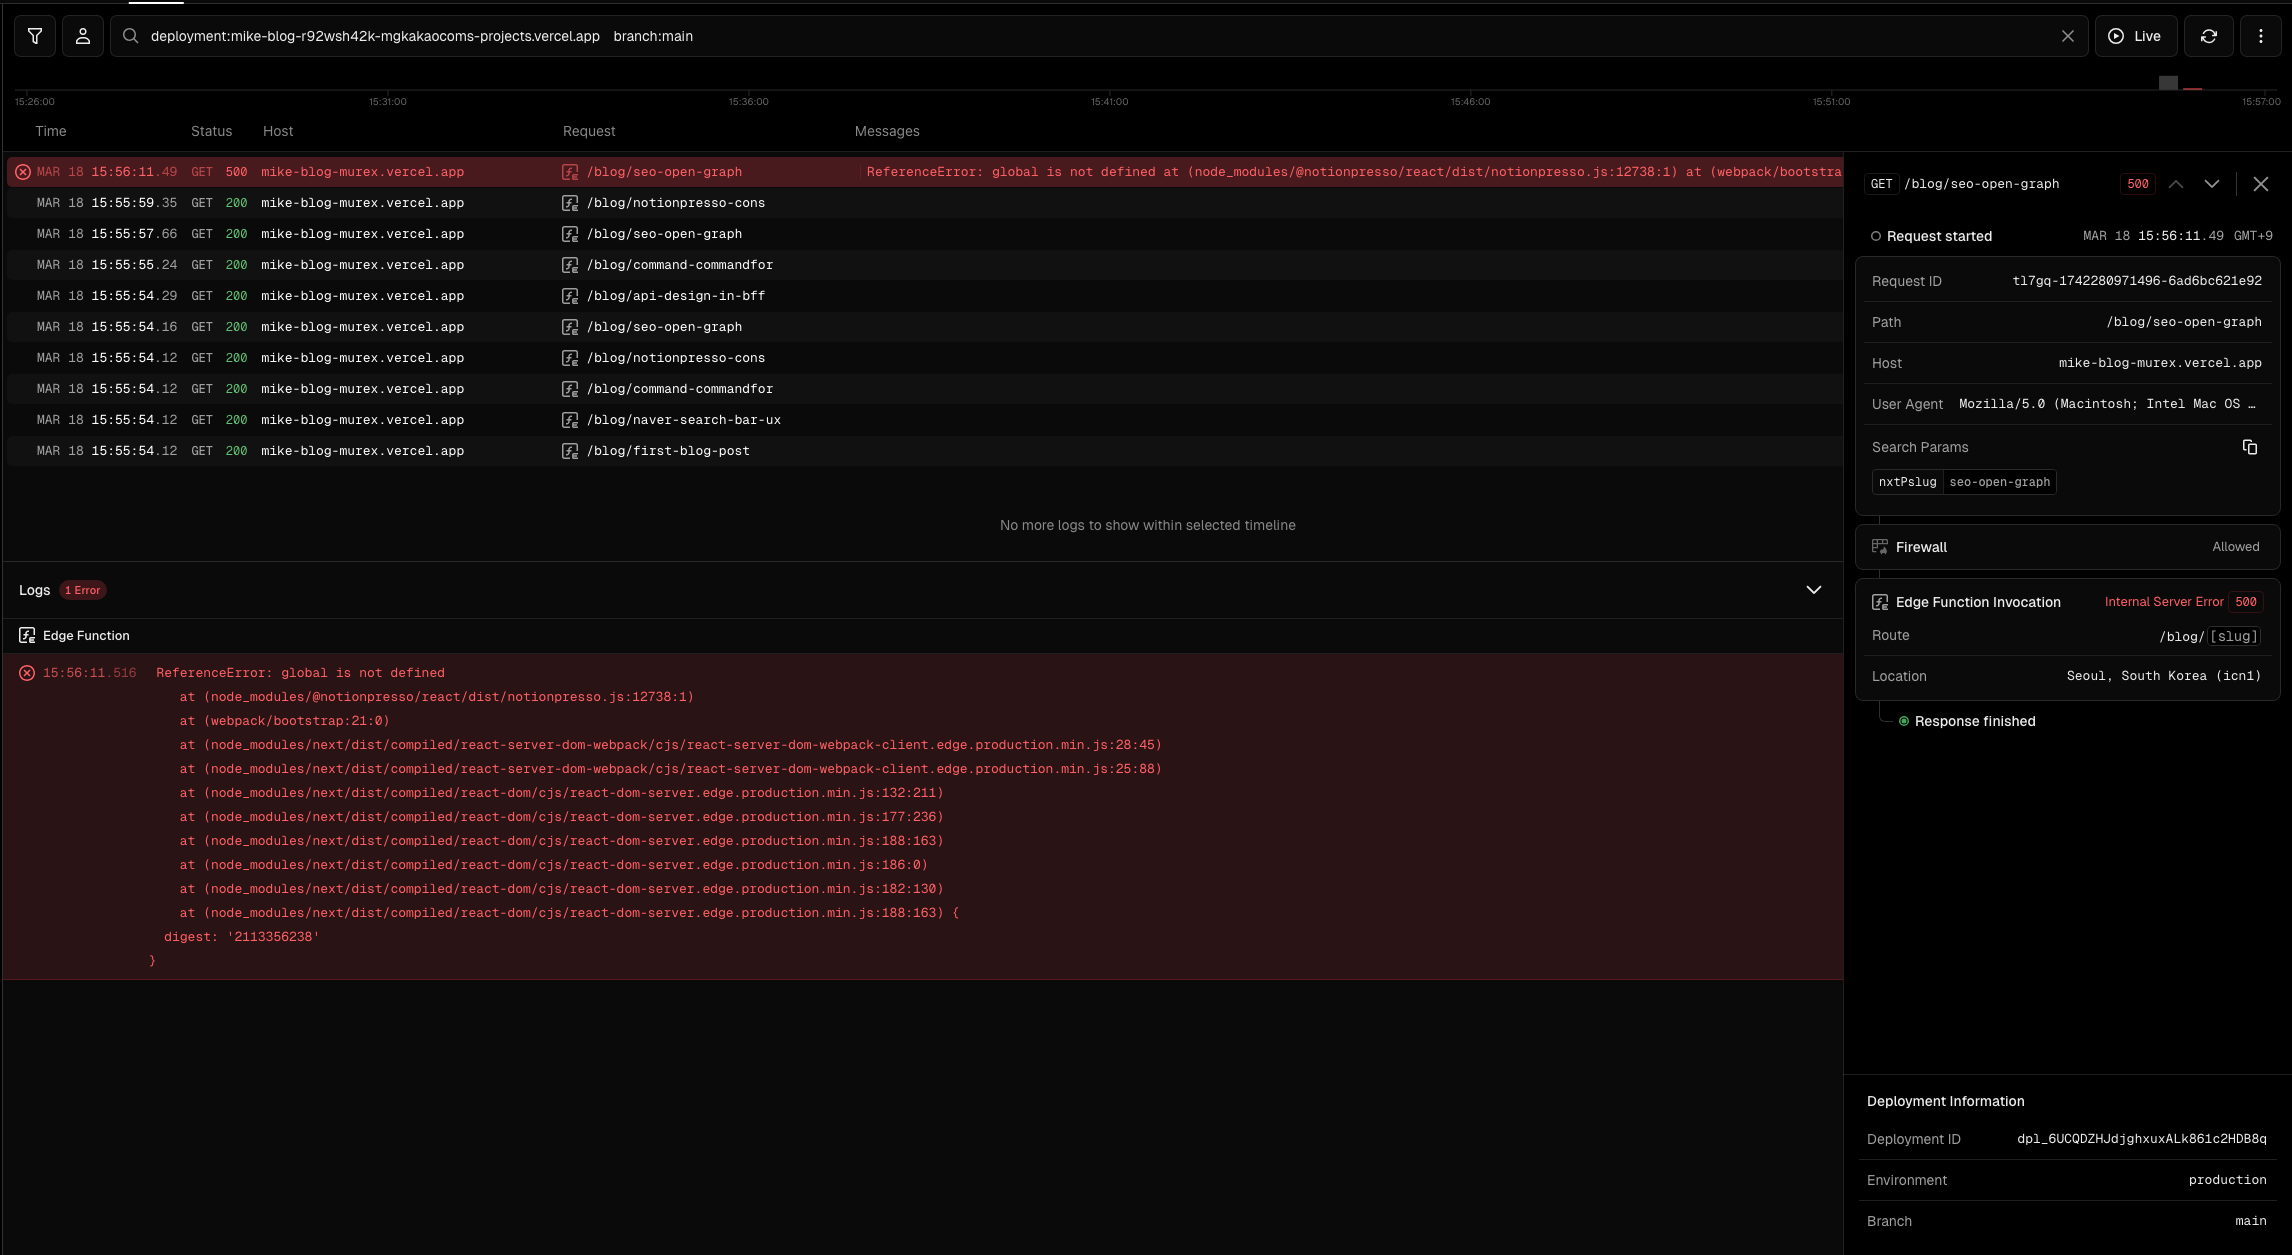 deployment:mike-blog-r92wsh42k-mgkakaocoms-projects.vercel.app branch:main
Live
15:26:00 15:31:00 15:36:00 15:41:00 15:46:00 15:51:00 15:57:00
Time Status Host Request Messages
MAR 18 15:56:11.49 GET 500 mike-blog-murex.vercel.app /blog/seo-open-graph ReferenceError: global is not defined at (node_modules/@notionpresso/react/dist/notionpresso.js:12738:1) at (webpack/bootstra
MAR 18 15:55:59.35 GET 200 mike-blog-murex.vercel.app /blog/notionpresso-cons
MAR 18 15:55:57.66 GET 200 mike-blog-murex.vercel.app /blog/seo-open-graph
MAR 18 15:55:55.24 GET 200 mike-blog-murex.vercel.app /blog/command-commandfor
MAR 18 15:55:54.29 GET 200 mike-blog-murex.vercel.app /blog/api-design-in-bff
MAR 18 15:55:54.16 GET 200 mike-blog-murex.vercel.app /blog/seo-open-graph
MAR 18 15:55:54.12 GET 200 mike-blog-murex.vercel.app /blog/notionpresso-cons
MAR 18 15:55:54.12 GET 200 mike-blog-murex.vercel.app /blog/command-commandfor
MAR 18 15:55:54.12 GET 200 mike-blog-murex.vercel.app /blog/naver-search-bar-ux
MAR 18 15:55:54.12 GET 200 mike-blog-murex.vercel.app /blog/first-blog-post
No more logs to show within selected timeline
Logs 1 Error
Edge Function
15:56:11.516 ReferenceError: global is not defined
at (node_modules/@notionpresso/react/dist/notionpresso.js:12738:1)
at (webpack/bootstrap:21:0)
at (node_modules/next/dist/compiled/react-server-dom-webpack/cjs/react-server-dom-webpack-client.edge.production.min.js:28:45)
at (node_modules/next/dist/compiled/react-server-dom-webpack/cjs/react-server-dom-webpack-client.edge.production.min.js:25:88)
at (node_modules/next/dist/compiled/react-dom/cjs/react-dom-server.edge.production.min.js:132:211)
at (node_modules/next/dist/compiled/react-dom/cjs/react-dom-server.edge.production.min.js:177:236)
at (node_modules/next/dist/compiled/react-dom/cjs/react-dom-server.edge.production.min.js:188:163)
at (node_modules/next/dist/compiled/react-dom/cjs/react-dom-server.edge.production.min.js:186:0)
at (node_modules/next/dist/compiled/react-dom/cjs/react-dom-server.edge.production.min.js:182:130)
at (node_modules/next/dist/compiled/react-dom/cjs/react-dom-server.edge.production.min.js:188:163) {
digest: '2113356238'
}
GET /blog/seo-open-graph 500
Request started MAR 18 15:56:11.49 GMT+9
Request ID tl7gq-1742280971496-6ad6bc621e92
Path /blog/seo-open-graph
Host mike-blog-murex.vercel.app
User Agent Mozilla/5.0 (Macintosh; Intel Mac OS …
Search Params
nxtPslug seo-open-graph
Firewall Allowed
Edge Function Invocation Internal Server Error 500
Route /blog/[slug]
Location Seoul, South Korea (icn1)
Response finished
Deployment Information
Deployment ID dpl_6UCQDZHJdjghxuxALk861c2HDB8q
Environment production
Branch main